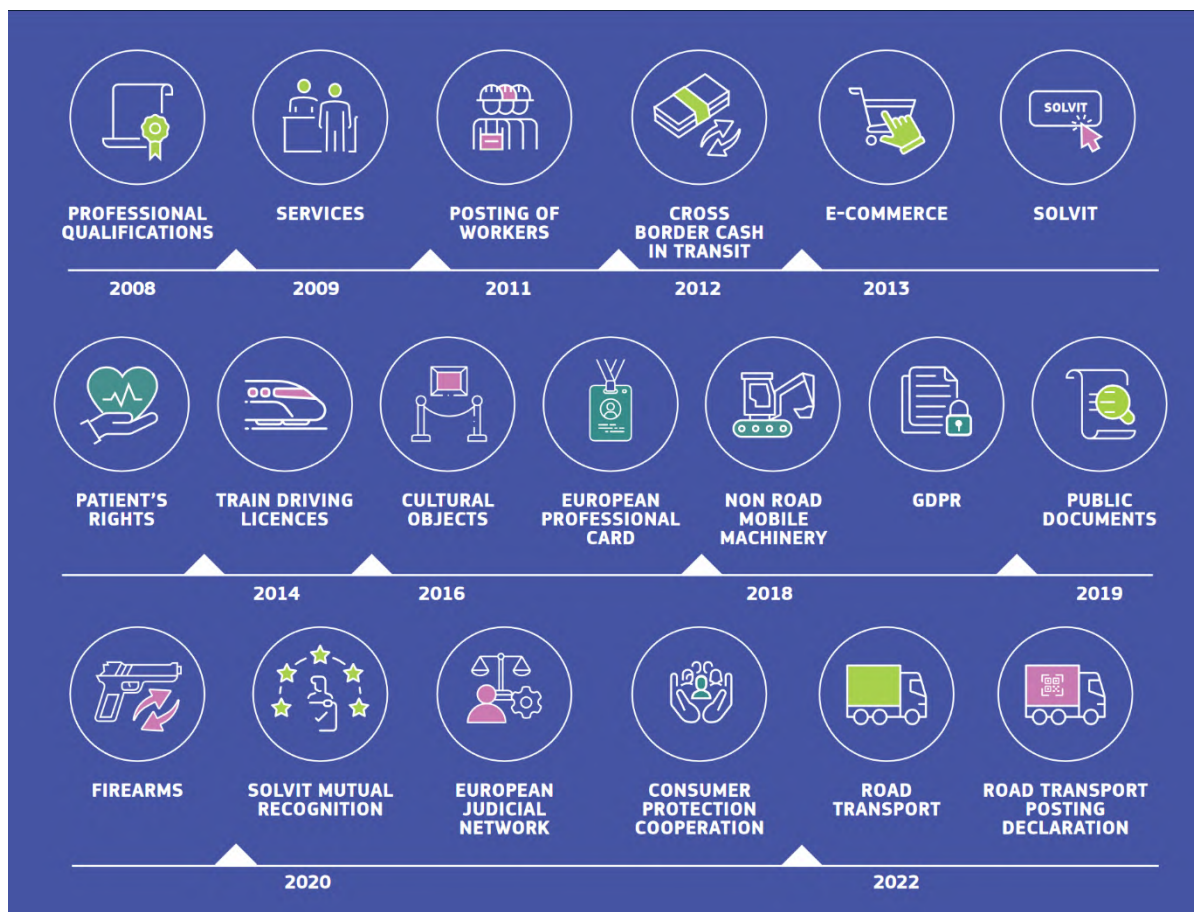 SOLVIT
PROFESSIONAL
QUALIFICATIONS
SERVICES
POSTING OF
WORKERS
CROSS
BORDER CASH
IN TRANSIT
E-COMMERCE
SOLVIT
2008
2009
2011
2012
2013
PATIENT'S
RIGHTS
TRAIN DRIVING
LICENCES
CULTURAL
OBJECTS
EUROPEAN
PROFESSIONAL
CARD
NON ROAD
MOBILE
MACHINERY
GDPR
PUBLIC
DOCUMENTS
2014
2016
2018
2019
FIREARMS
SOLVIT MUTUAL
RECOGNITION
EUROPEAN
JUDICIAL
NETWORK
CONSUMER
PROTECTION
COOPERATION
ROAD
TRANSPORT
ROAD TRANSPORT
POSTING
DECLARATION
2020
2022